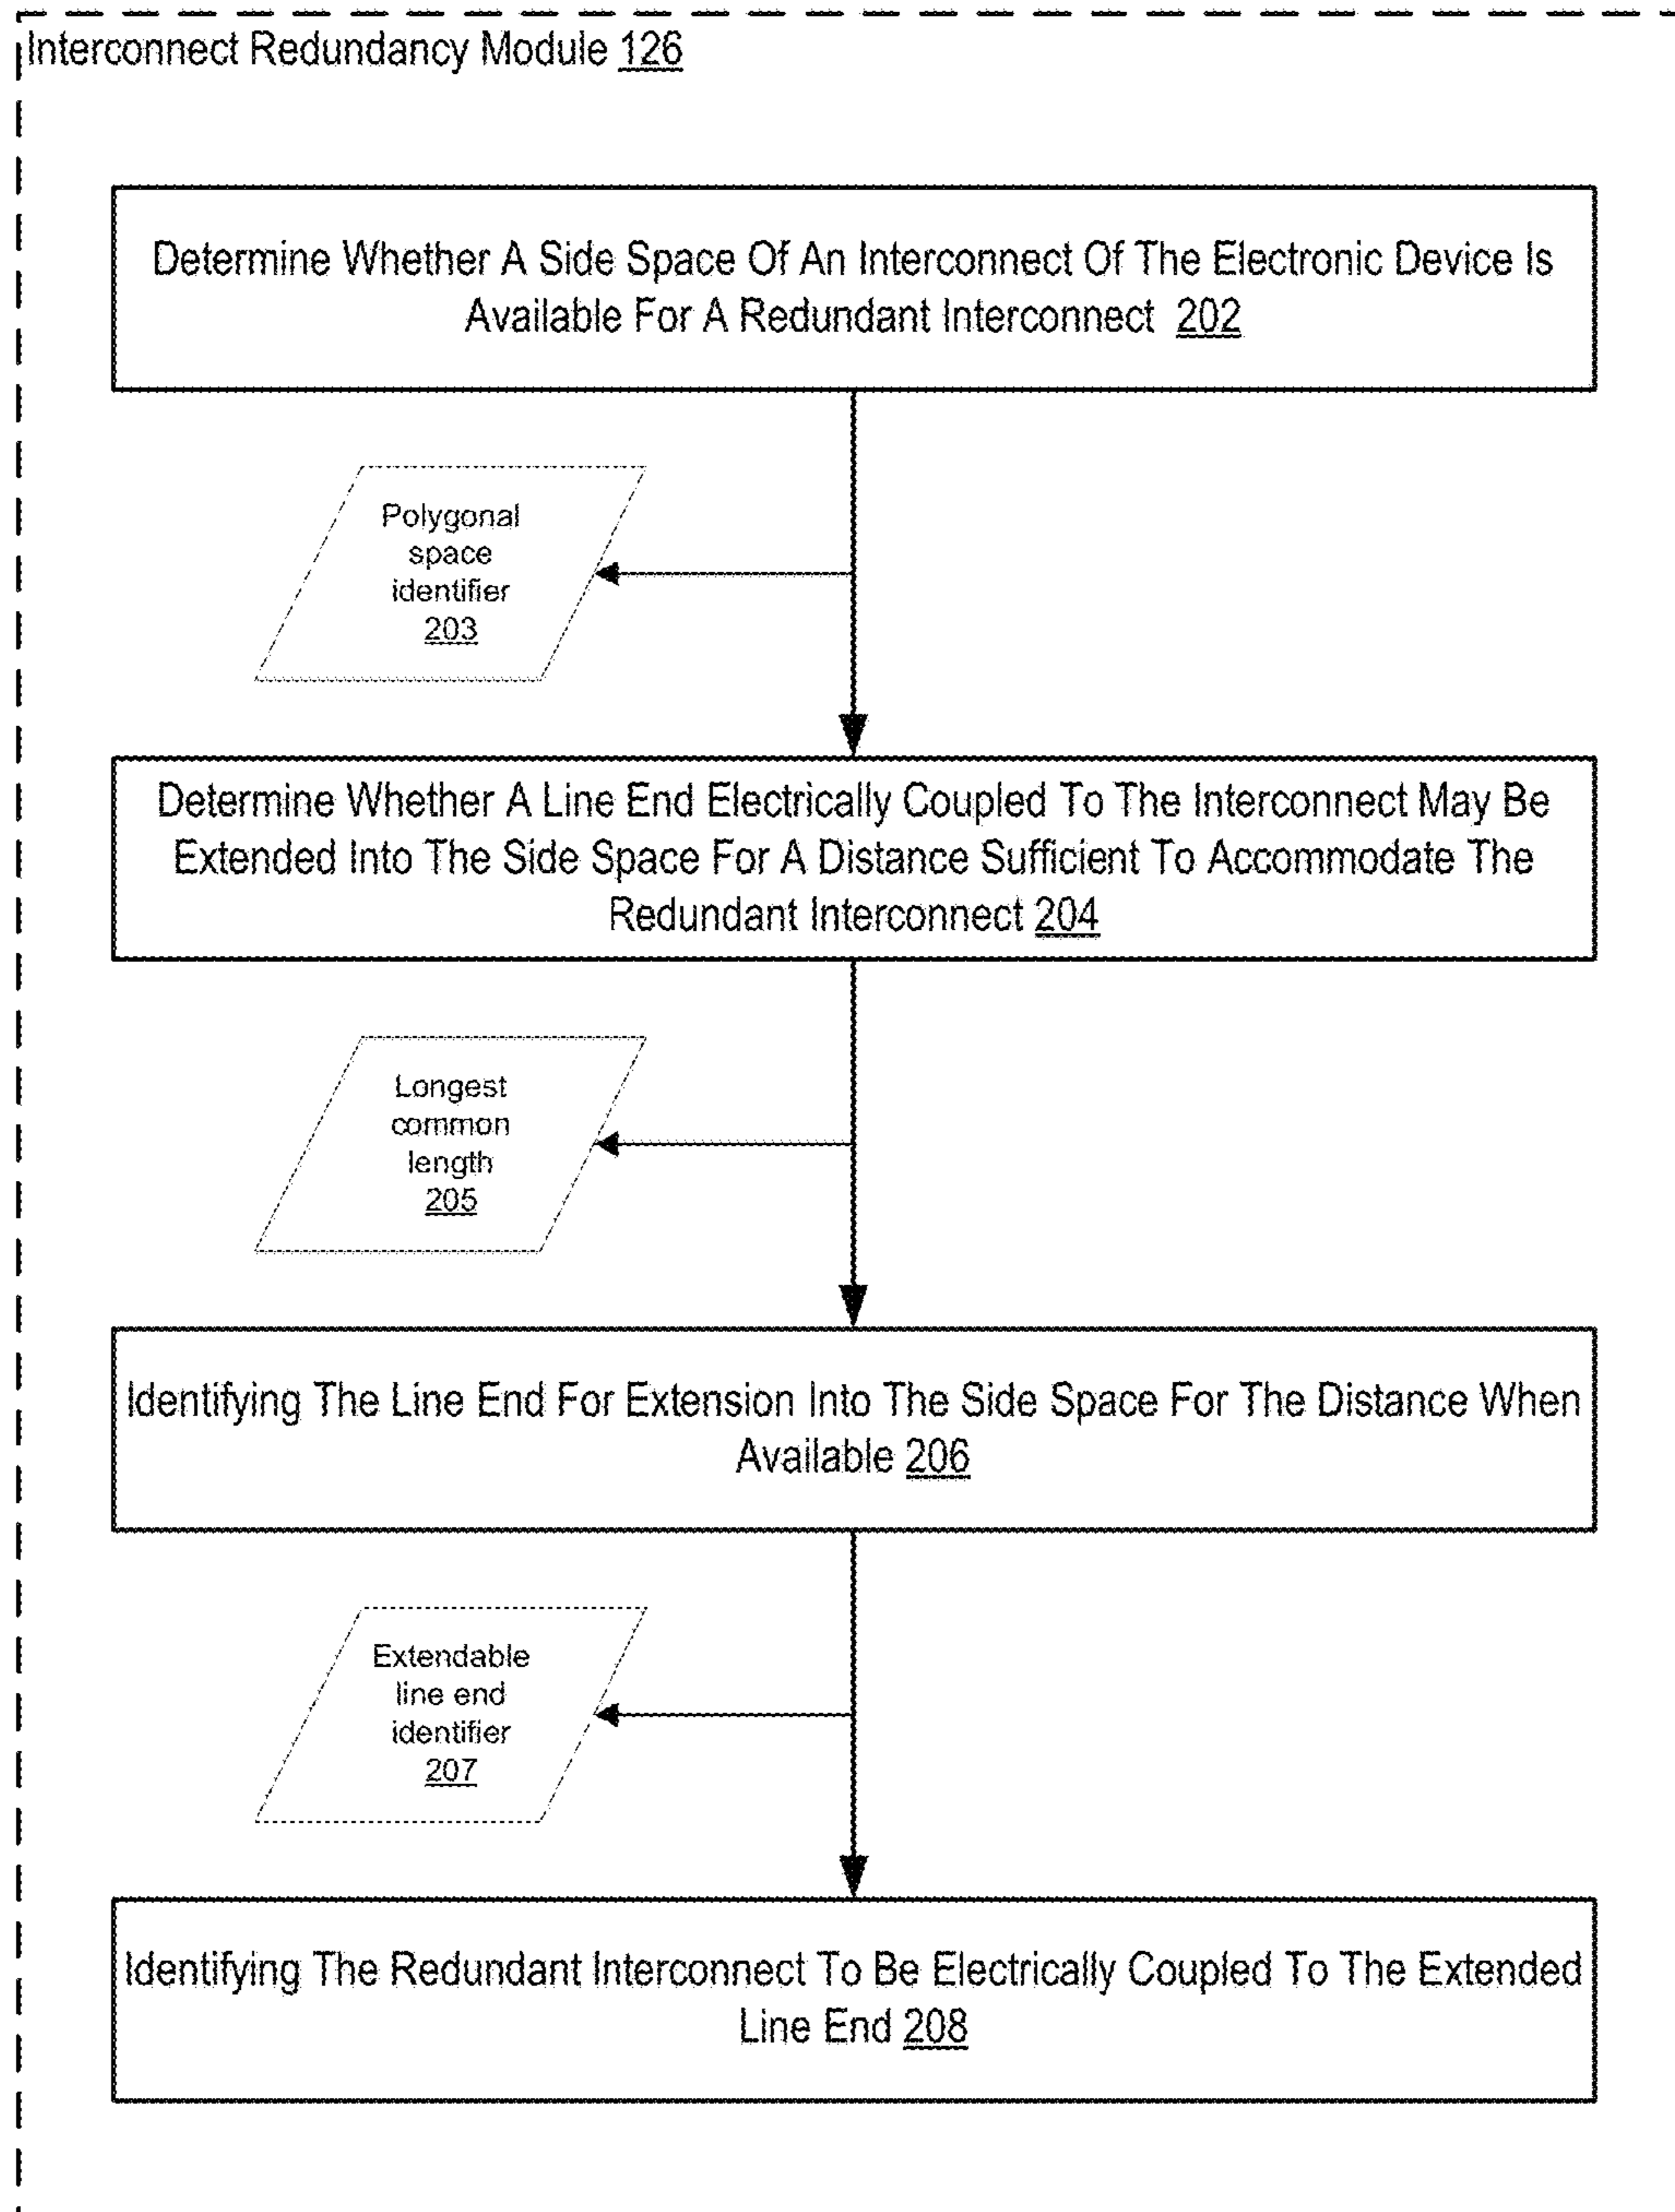 Interconnect Redundancy Module 126
Determine Whether A Side Space Of An Interconnect Of The Electronic Device Is
Available For A Redundant Interconnect 202
Polygonal
space
identifier
203
Determine Whether A Line End Electrically Coupled To The Interconnect May Be
Extended Into The Side Space For A Distance Sufficient To Accommodate The
Redundant Interconnect 204
Longest
common
length
205
Identifying The Line End For Extension Into The Side Space For The Distance When
Available 206
Extendable
line end
identifier
207
Identifying The Redundant Interconnect To Be Electrically Coupled To The Extended
Line End 208